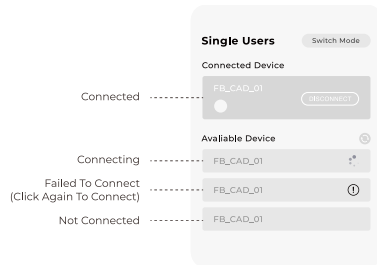 Single Users
Switch Mode
Connected Device
FB_CAD_01
DISCONNECT
Connected
Avaliable Device
Connecting
FB_CAD_01
Failed To Connect
(Click Again To Connect)
FB_CAD_01
Not Connected
FB_CAD_01